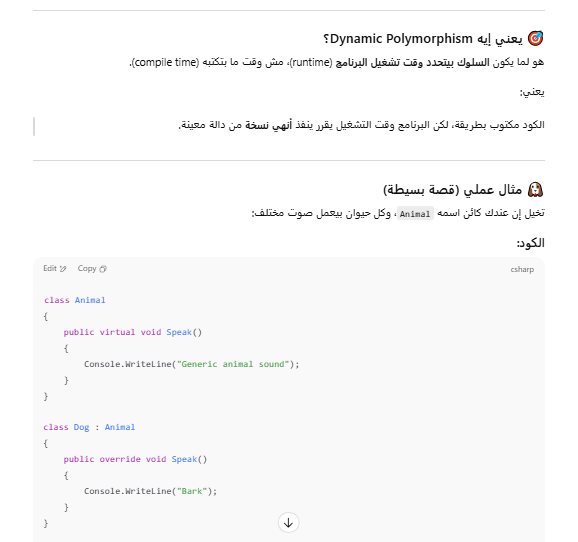 🎯 يعني إيه Dynamic Polymorphism؟
هو لما يكون السلوك بيتحدد وقت تشغيل البرنامج (runtime)، مش وقت ما بتكتبه (compile time).
يعني:
الكود مكتوب بطريقة، لكن البرنامج وقت التشغيل يقرر ينفذ أنهي نسخة من دالة معينة.
🐶 مثال عملي (قصة بسيطة)
تخيل إن عندك كائن اسمه Animal، وكل حيوان بيعمل صوت مختلف:
الكود:
Edit Copy csharp
class Animal
{
    public virtual void Speak()
    {
        Console.WriteLine("Generic animal sound");
    }
}
class Dog : Animal
{
    public override void Speak()
    {
        Console.WriteLine("Bark");
    }
}